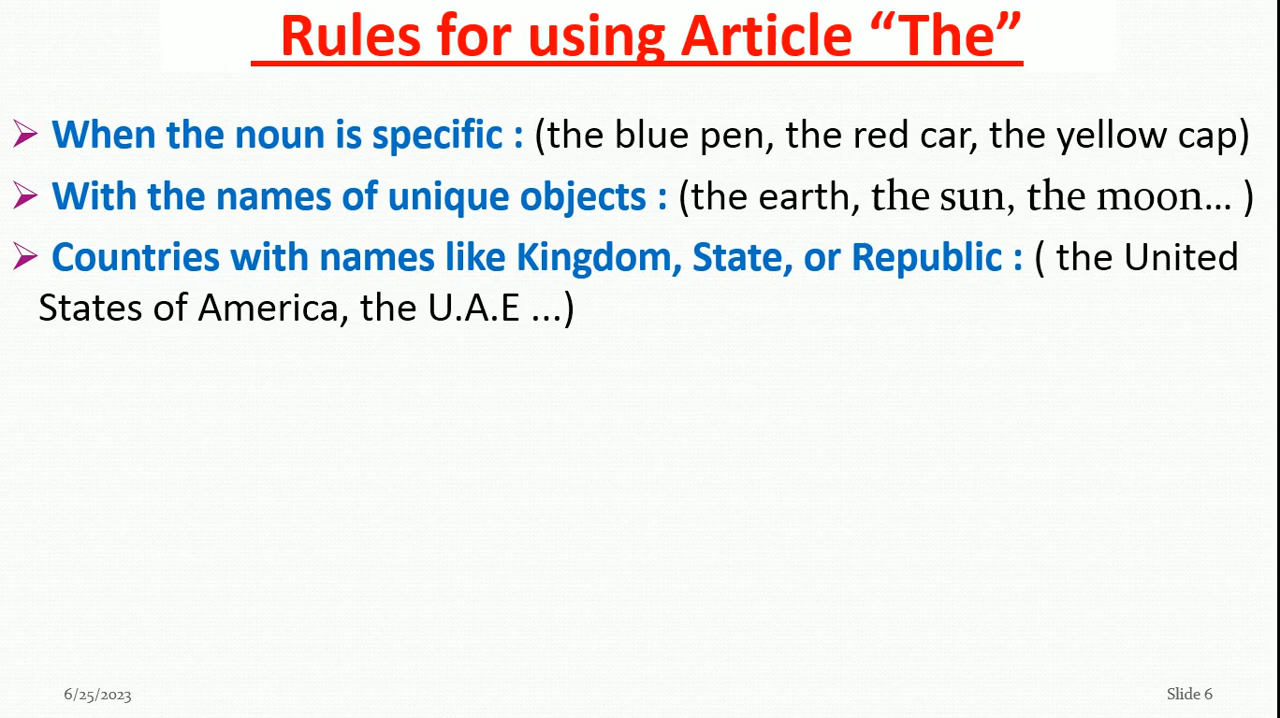 Rules for using Article “The”
➢ When the noun is specific : (the blue pen, the red car, the yellow cap)
➢ With the names of unique objects : (the earth, the sun, the moon... )
➢ Countries with names like Kingdom, State, or Republic : ( the United
States of America, the U.A.E ...)
6/25/2023
Slide 6